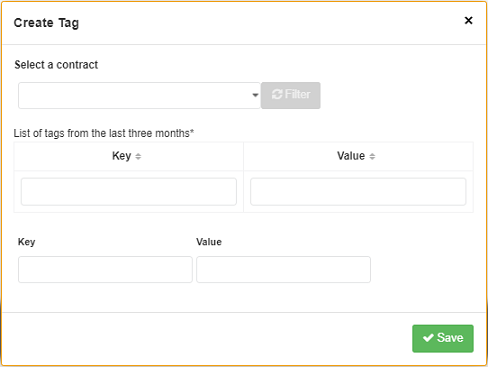 Create Tag ×
Select a contract
Filter
List of tags from the last three months*
Key Value
Key Value
Save